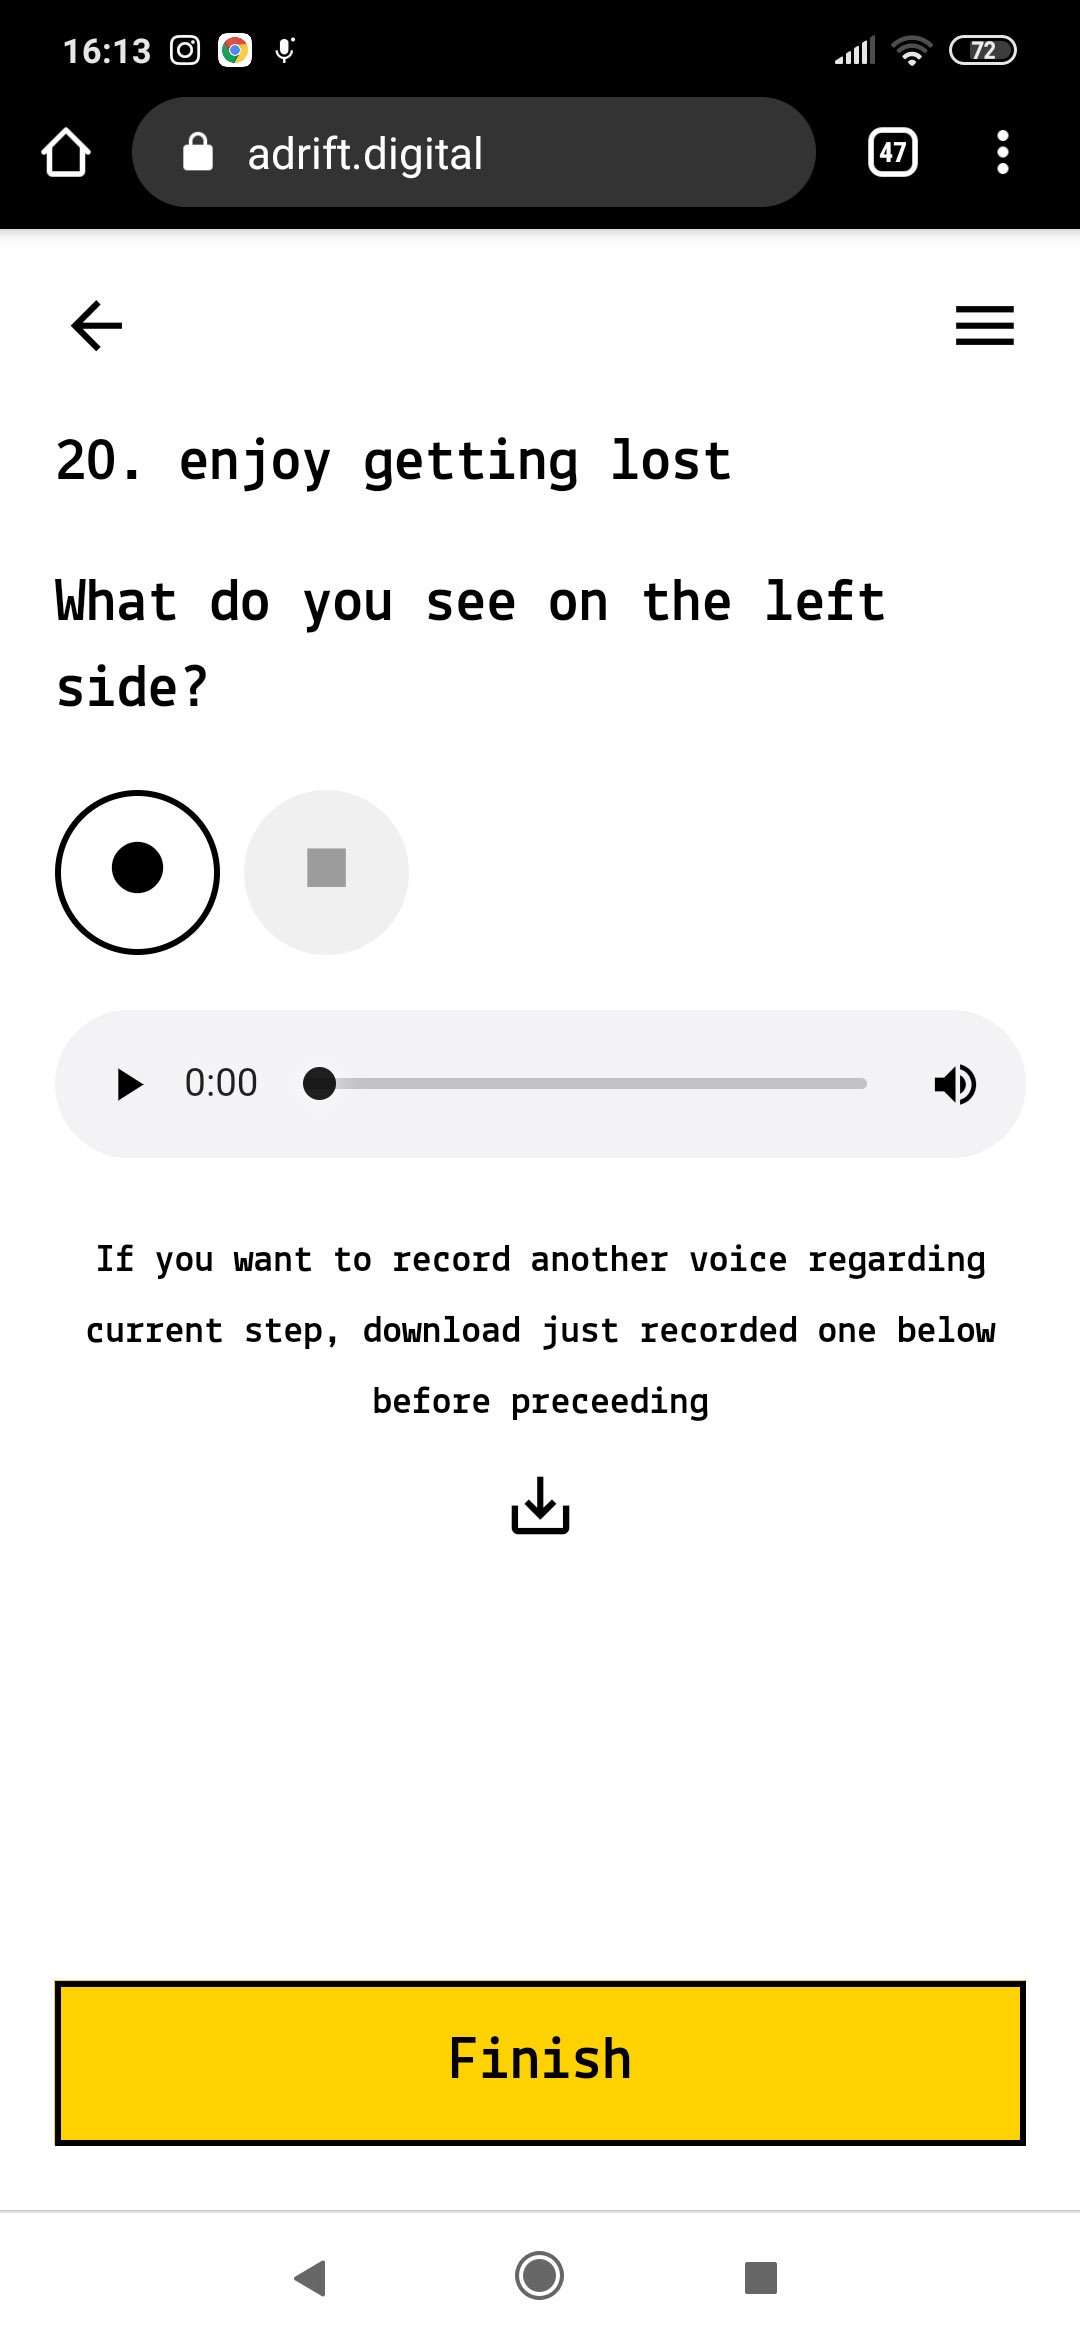 16:13
72
adrift.digital
47
20. enjoy getting lost
What do you see on the left
side?
0:00
If you want to record another voice regarding
current step, download just recorded one below
before preceeding
Finish